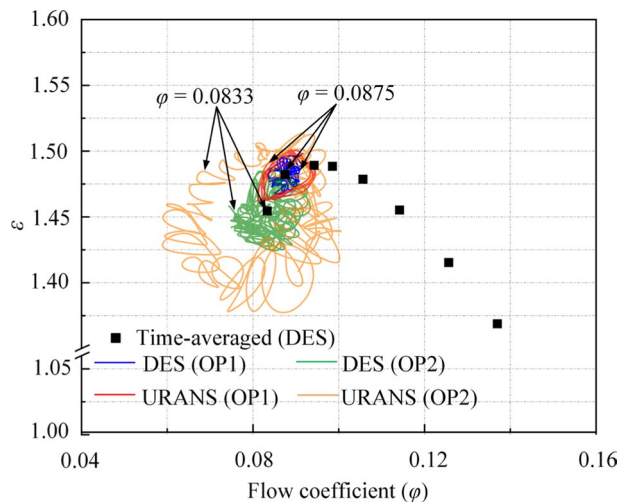 1.60
1.55
φ = 0.0833
φ = 0.0875
1.50
ε
1.45
1.40
Time-averaged (DES)
DES (OP1)
DES (OP2)
1.05
URANS (OP1)
URANS (OP2)
1.00
0.04
0.08
0.12
0.16
Flow coefficient (φ)